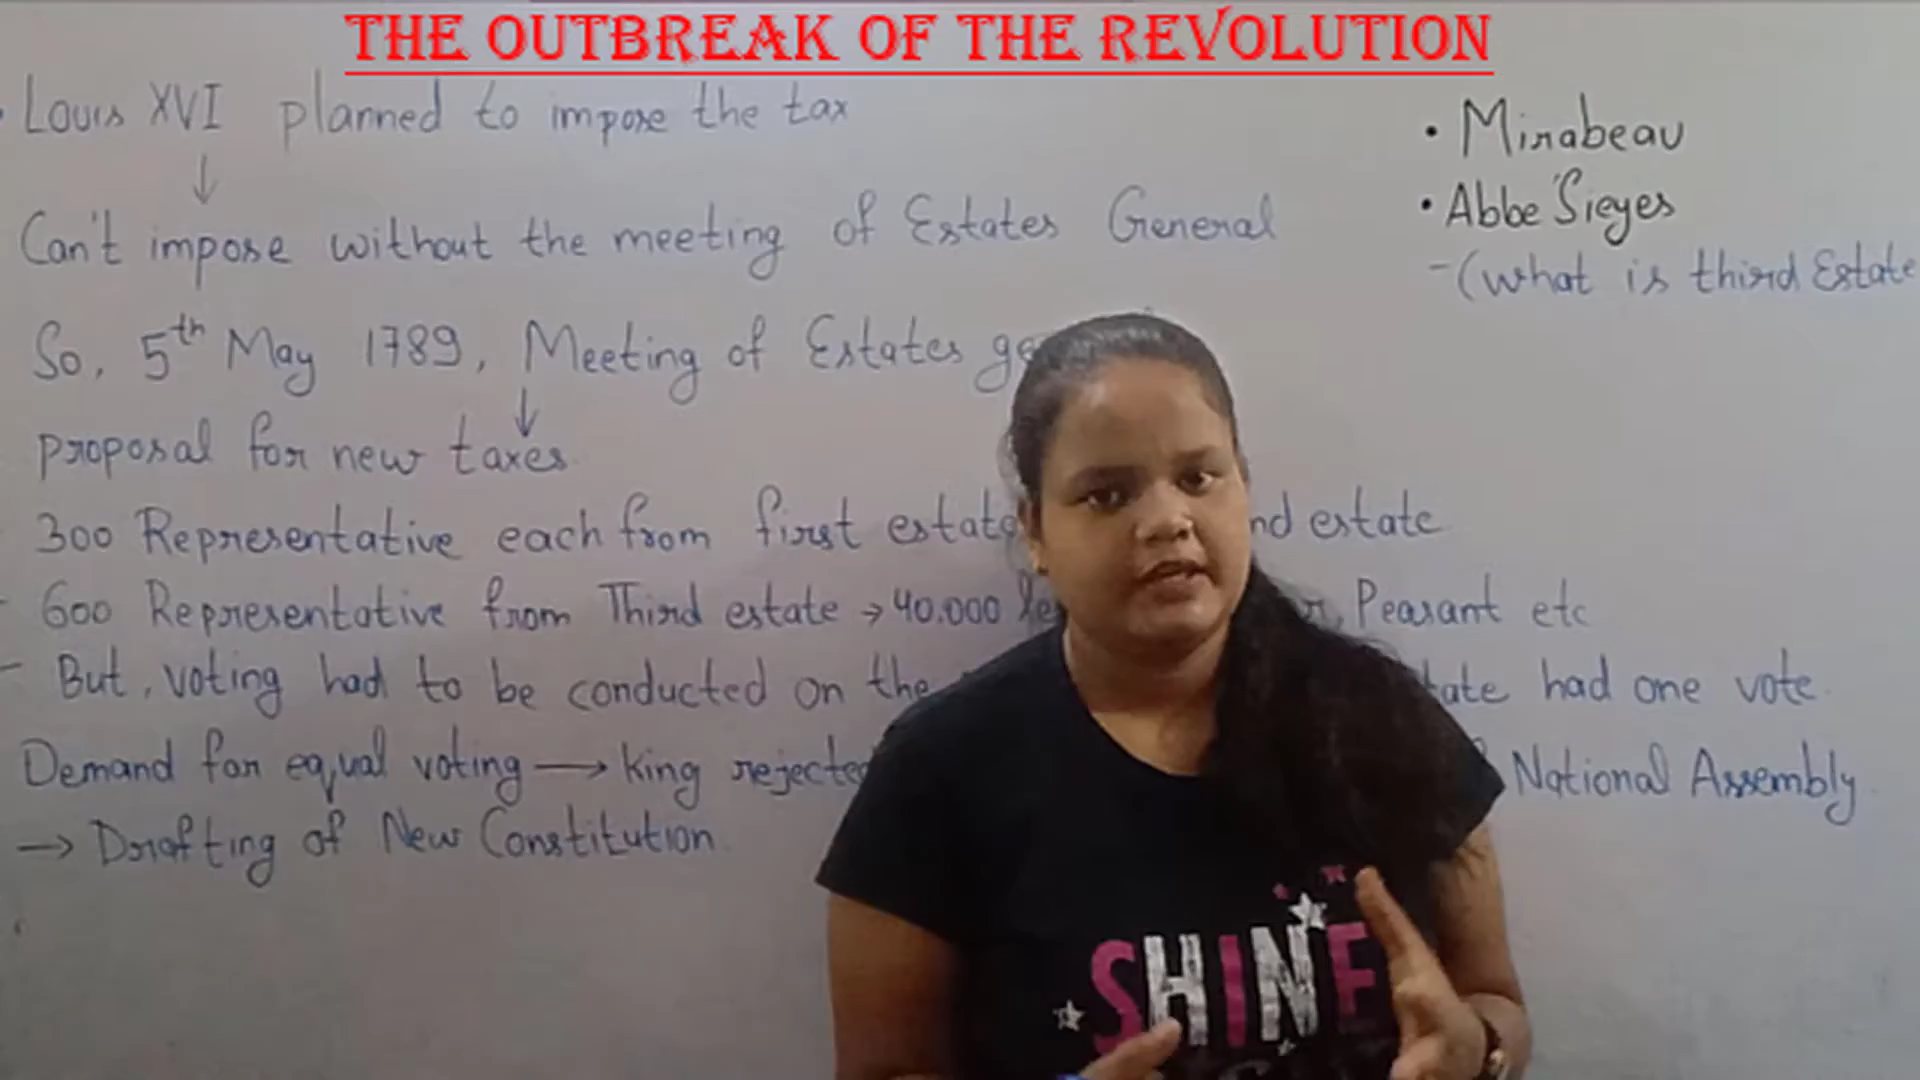 THE OUTBREAK OF THE REVOLUTION
Louis XVI planned to impose the tax
↓
Can't impose without the meeting of Estates General
So, 5th May 1789, Meeting of Estates
↓
proposal for new taxes.
300 Representative each from first estate nd estate
- 600 Representative from Third estate → 40.000 Peasant etc
- But, voting had to be conducted on the tate had one vote.
Demand for equal voting → King rejected National Assembly.
→ Drafting of New Constitution.
• Mirabeau
• Abbe'Sieyes
- (what is third Estate
SHINE